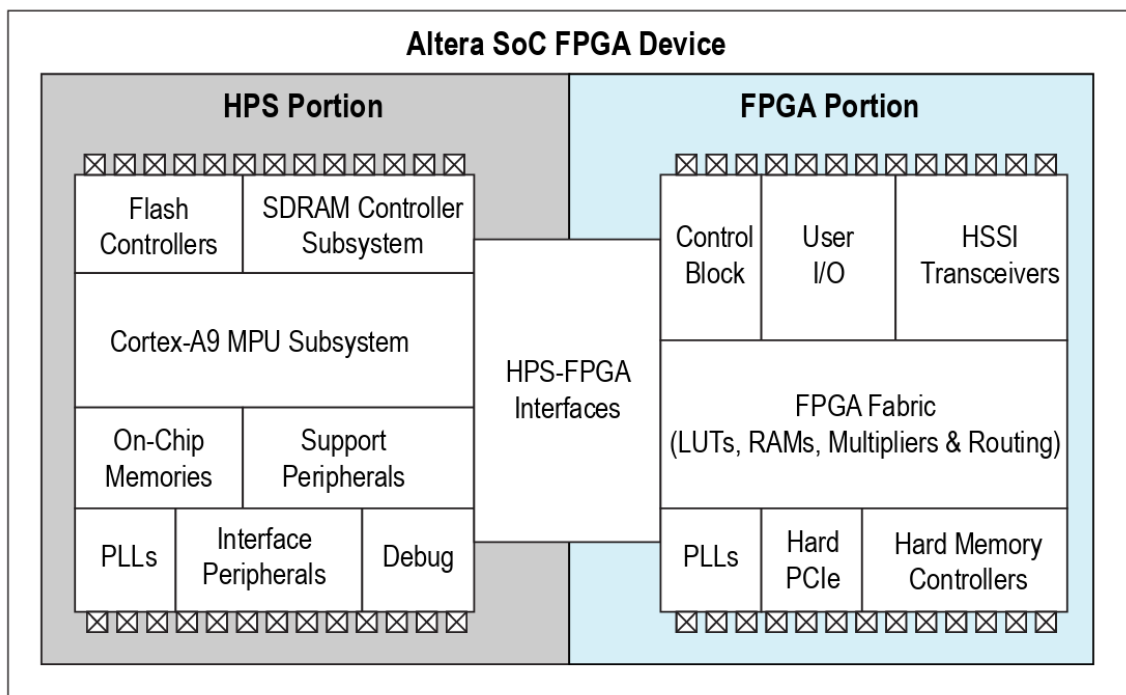 Altera SoC FPGA Device
HPS Portion
Flash
Controllers
SDRAM Controller
Subsystem
Cortex-A9 MPU Subsystem
On-Chip
Memories
Support
Peripherals
PLLs
Interface
Peripherals
Debug
HPS-FPGA
Interfaces
FPGA Portion
Control
Block
User
I/O
HSSI
Transceivers
FPGA Fabric
(LUTs, RAMs, Multipliers & Routing)
PLLs
Hard
PCIe
Hard Memory
Controllers